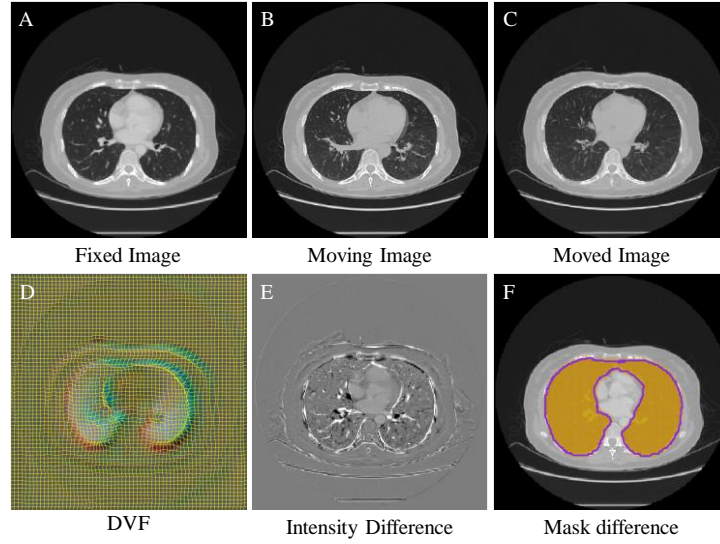 A B C
Fixed Image Moving Image Moved Image
D E F
DVF Intensity Difference Mask difference